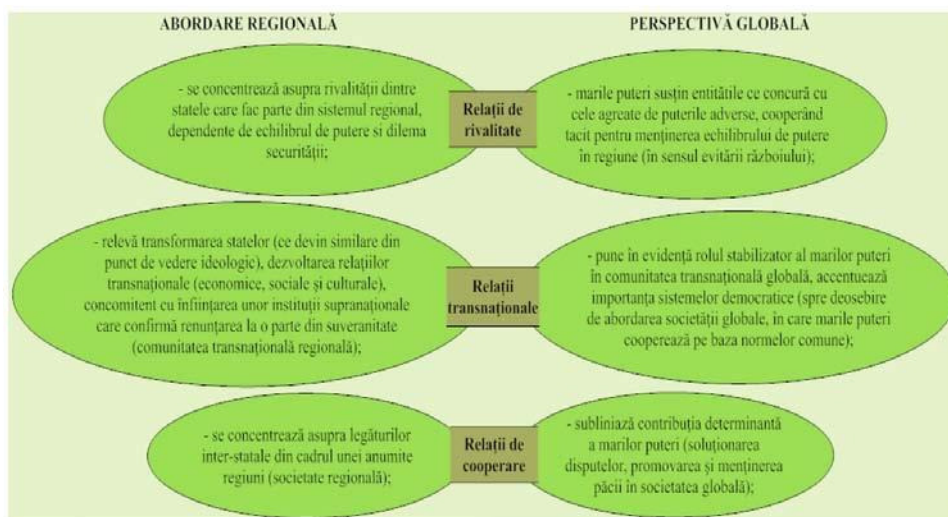 ABORDARE REGIONALĂ
PERSPECTIVĂ GLOBALĂ
- se concentrează asupra rivalității dintre
statele care fac parte din sistemul regional,
dependente de echilibrul de putere si dilema
securității;
Relații de
rivalitate
- marile puteri susțin entitățile ce concură cu
cele agreate de puterile adverse, cooperând
tacit pentru menținerea echilibrului de putere
în regiune (în sensul evitării războiului);
- relevă transformarea statelor (ce devin similare din
punct de vedere ideologic), dezvoltarea relațiilor
transnaționale (economice, sociale și culturale),
concomitent cu înființarea unor instituții supranaționale
care confirmă renunțarea la o parte din suveranitate
(comunitatea transnațională regională);
Relații
transnaționale
- pune în evidență rolul stabilizator al marilor puteri
în comunitatea transnațională globală, accentuează
importanța sistemelor democratice (spre deosebire
de abordarea societății globale, in care marile puteri
cooperează pe baza normelor comune);
- se concentrează asupra legăturilor
inter-statale din cadrul unei anumite
regiuni (societate regională);
Relații de
cooperare
- subliniază contribuția determinantă
a marilor puteri (soluționarea
disputelor, promovarea și menținerea
păcii în societatea globală);